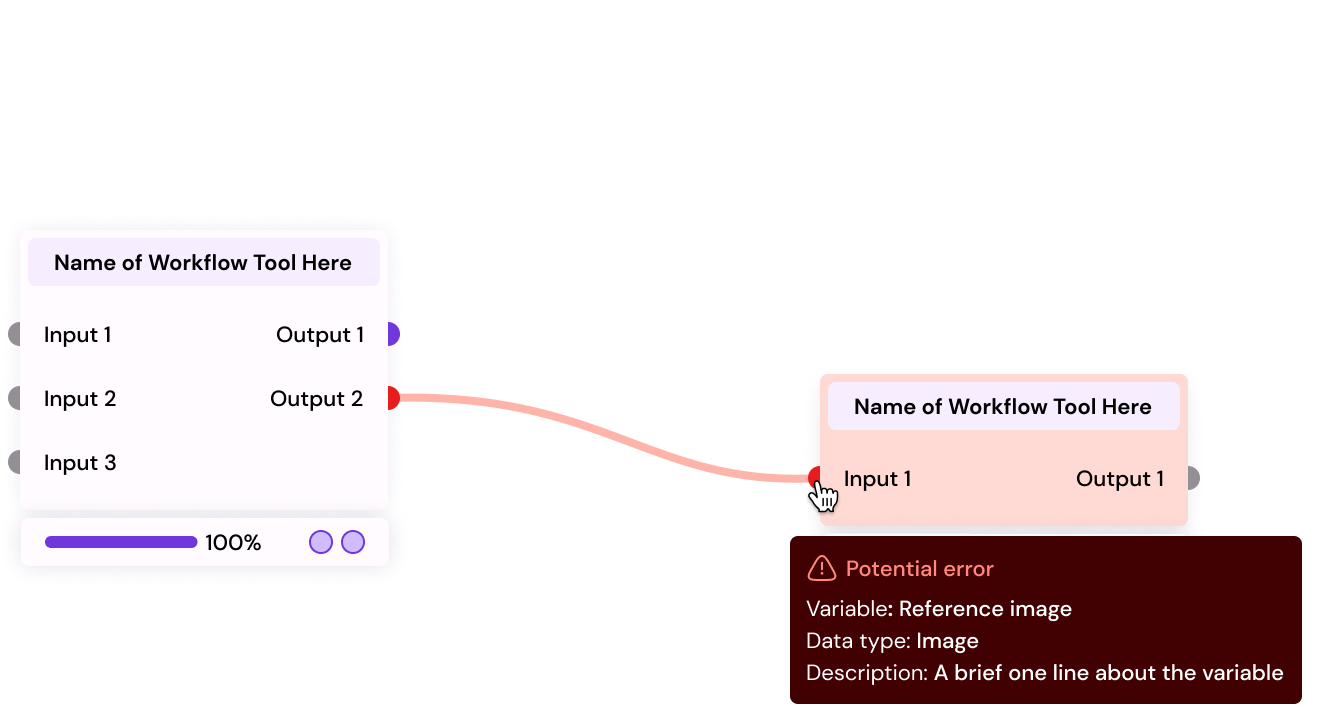 Name of Workflow Tool Here
Input 1
Output 1
Input 2
Output 2
Input 3
100%
Name of Workflow Tool Here
Input 1
Output 1
Potential error
Variable: Reference image
Data type: Image
Description: A brief one line about the variable